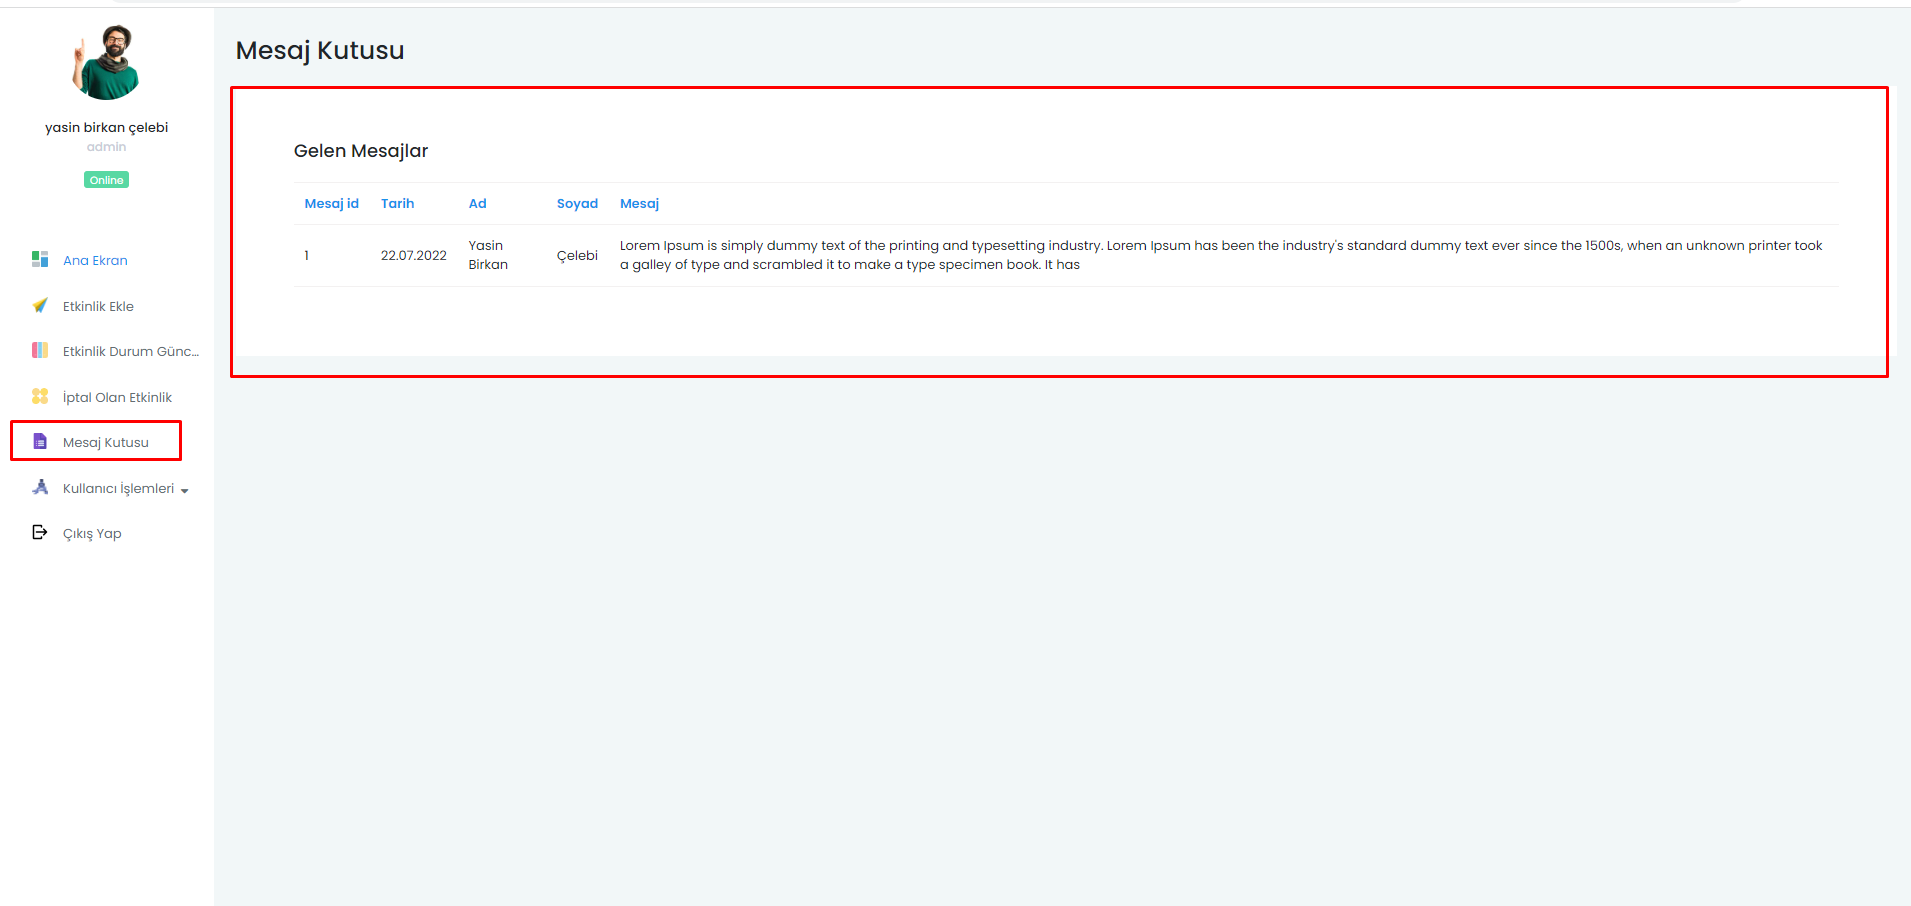 yasin birkan çelebi
admin
Online
Ana Ekran
Etkinlik Ekle
Etkinlik Durum Günc...
İptal Olan Etkinlik
Mesaj Kutusu
Kullanıcı İşlemleri
Çıkış Yap
Mesaj Kutusu
Gelen Mesajlar
Mesaj id Tarih Ad Soyad Mesaj
1 22.07.2022 Yasin Birkan Çelebi Lorem Ipsum is simply dummy text of the printing and typesetting industry. Lorem Ipsum has been the industry's standard dummy text ever since the 1500s, when an unknown printer took
a galley of type and scrambled it to make a type specimen book. It has